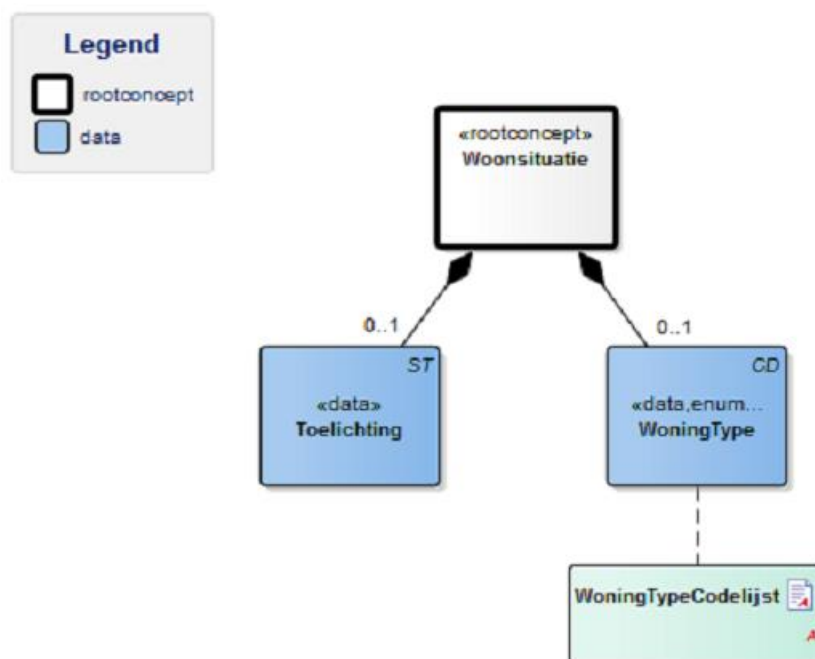 Legend
rootconcept
data
«rootconcept»
Woonsituatie
0..1
0..1
ST
«data»
Toelichting
CD
«data,enum...
WoningType
WoningTypeCodelijst
A
A